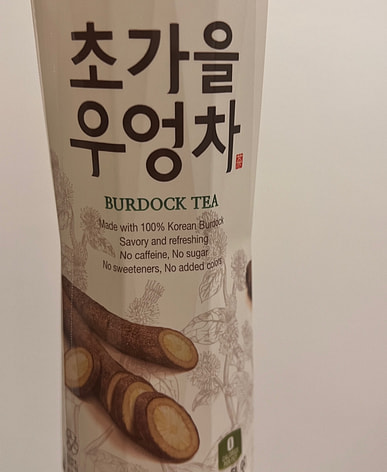 초가을
우엉차
BURDOCK TEA
Made with 100% Korean Burdock
Savory and refreshing
No caffeine, No sugar
No sweeteners, No added colors
0